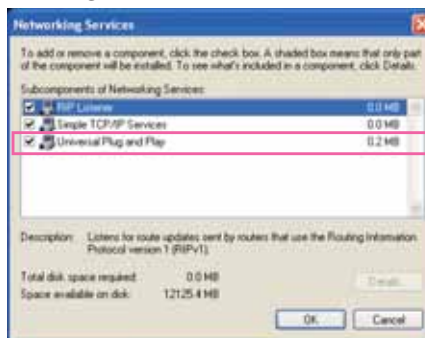 Networking Services
To add or remove a component, click the check box. A shaded box means that only part
of the component will be installed. To see what's included in a component, click Details.
Subcomponents of Networking Services:
RIP Listener 0.0 MB
Simple TCP/IP Services 0.0 MB
Universal Plug and Play 0.2 MB
Description: Listens for route updates sent by routers that use the Routing Information
Protocol version 1 (RIPv1).
Total disk space required: 0.0 MB
Details...
Space available on disk: 12125.4 MB
OK Cancel